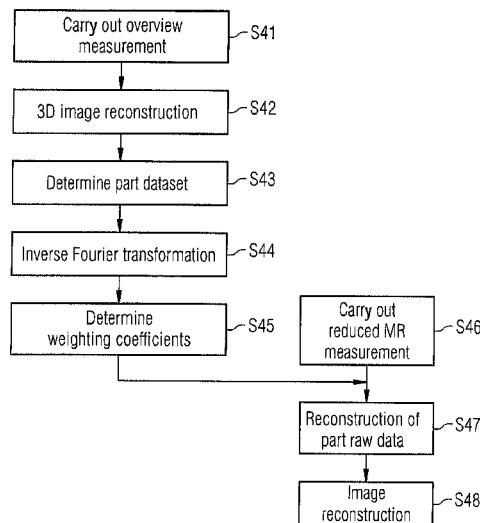 Carry out overview
measurement
S41
3D image reconstruction
S42
Determine part dataset
S43
Inverse Fourier transformation
S44
Determine
weighting coefficients
S45
Carry out
reduced MR
measurement
S46
Reconstruction of
part raw data
S47
Image
reconstruction
S48